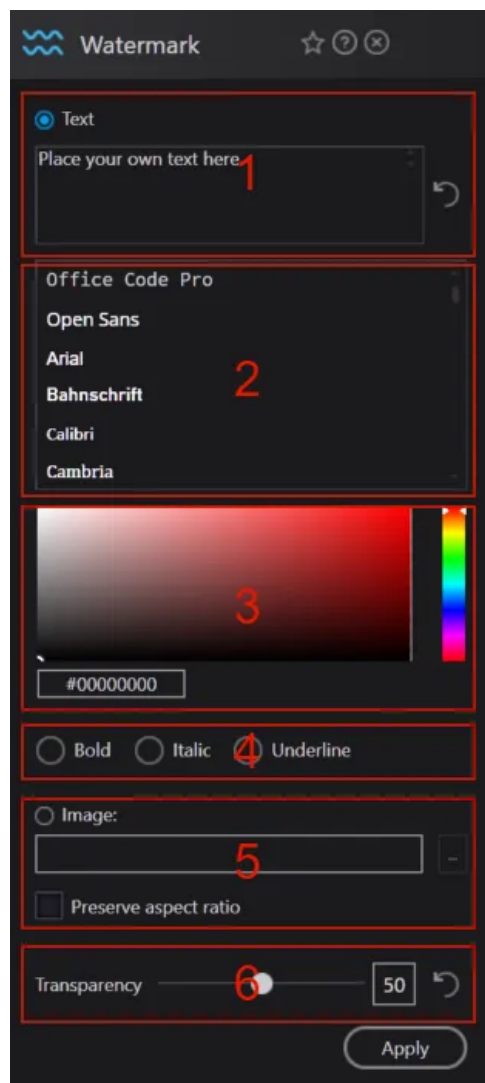 Watermark
Text
Place your own text here
1
Office Code Pro
Open Sans
Arial
Bahnschrift
Calibri
Cambria
2
3
#00000000
Bold Italic Underline
4
Image:
5
Preserve aspect ratio
Transparency 50
6
Apply